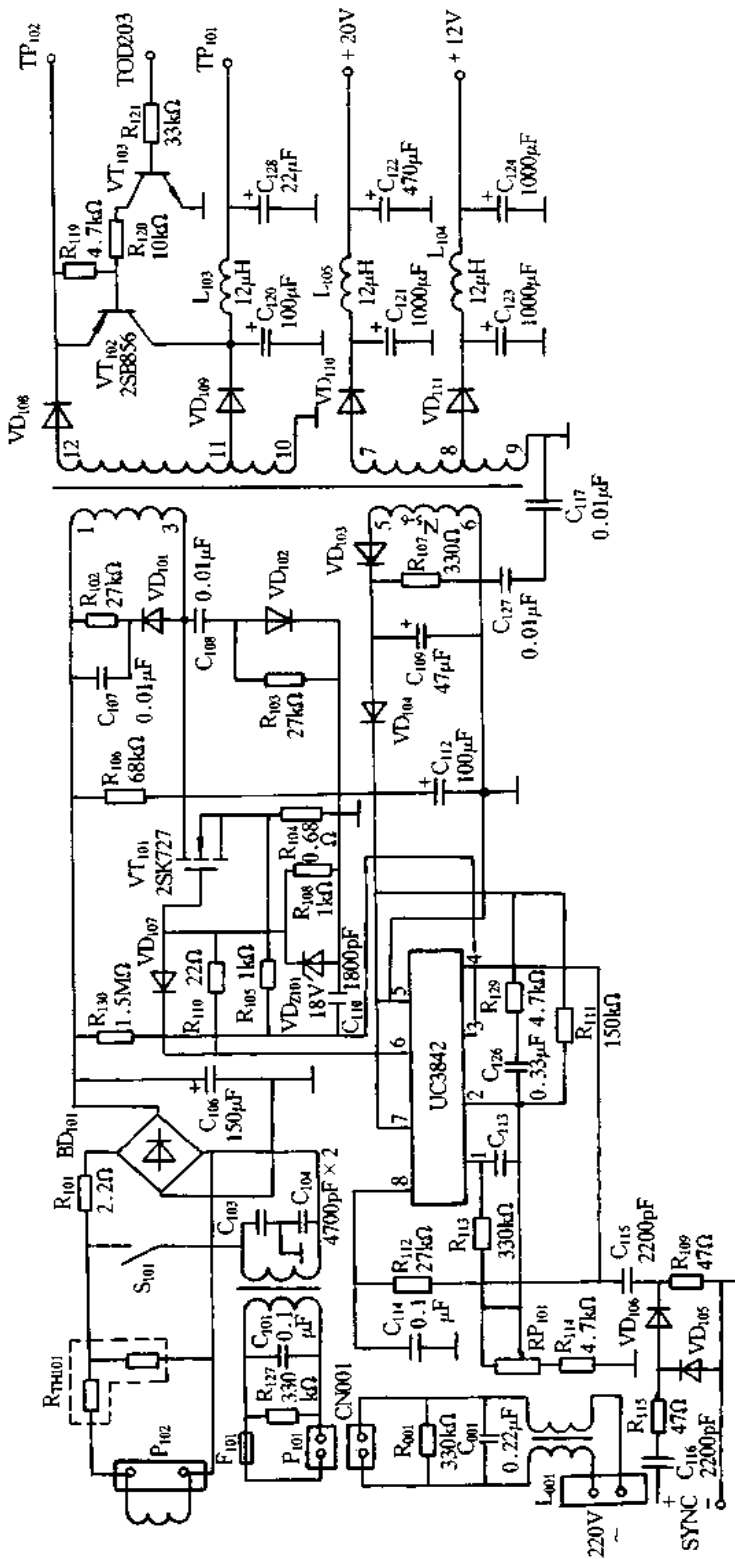 TP102
TOD203
R121
33kΩ
VT103
R119
4.7kΩ
R120
10kΩ
VT102
2SB856
VD108
12
TP101
C128
22μF
L103
12μH
C120
100μF
VD109
11
10
+ 20V
C122
470μF
L105
12μH
C121
1000μF
VD110
7
+ 12V
C124
1000μF
L104
12μH
C123
1000μF
VD111
8
9
C117
0.01μF
1
3
R102
27kΩ
VD101
C107
0.01μF
C108
0.01μF
VD102
R103
27kΩ
R106
68kΩ
VD103
5
6
R107
330Ω
C127
0.01μF
C109
47μF
VD104
C112
100μF
VT101
2SK727
R104
0.68
Ω
R108
1kΩ
VD107
R110
22Ω
R105
1kΩ
VDZ101
18V
C110
1800pF
R130
1.5MΩ
C106
150μF
BD101
R101
2.2Ω
S101
C103
C104
4700pF×2
RTH101
P102
F101
R127
330
kΩ
C101
0.1
μF
P101
CN001
R001
330kΩ
C001
0.22μF
L001
220V
~
UC3842
8
7
6
5
1
2
3
4
R112
27kΩ
C114
0.1
μF
R113
330kΩ
C113
RP101
R114
4.7kΩ
C126
0.33μF
R129
4.7kΩ
R111
150kΩ
C115
2200pF
R109
47Ω
VD106
VD105
R115
47Ω
C116
2200pF
+
SYNC
-